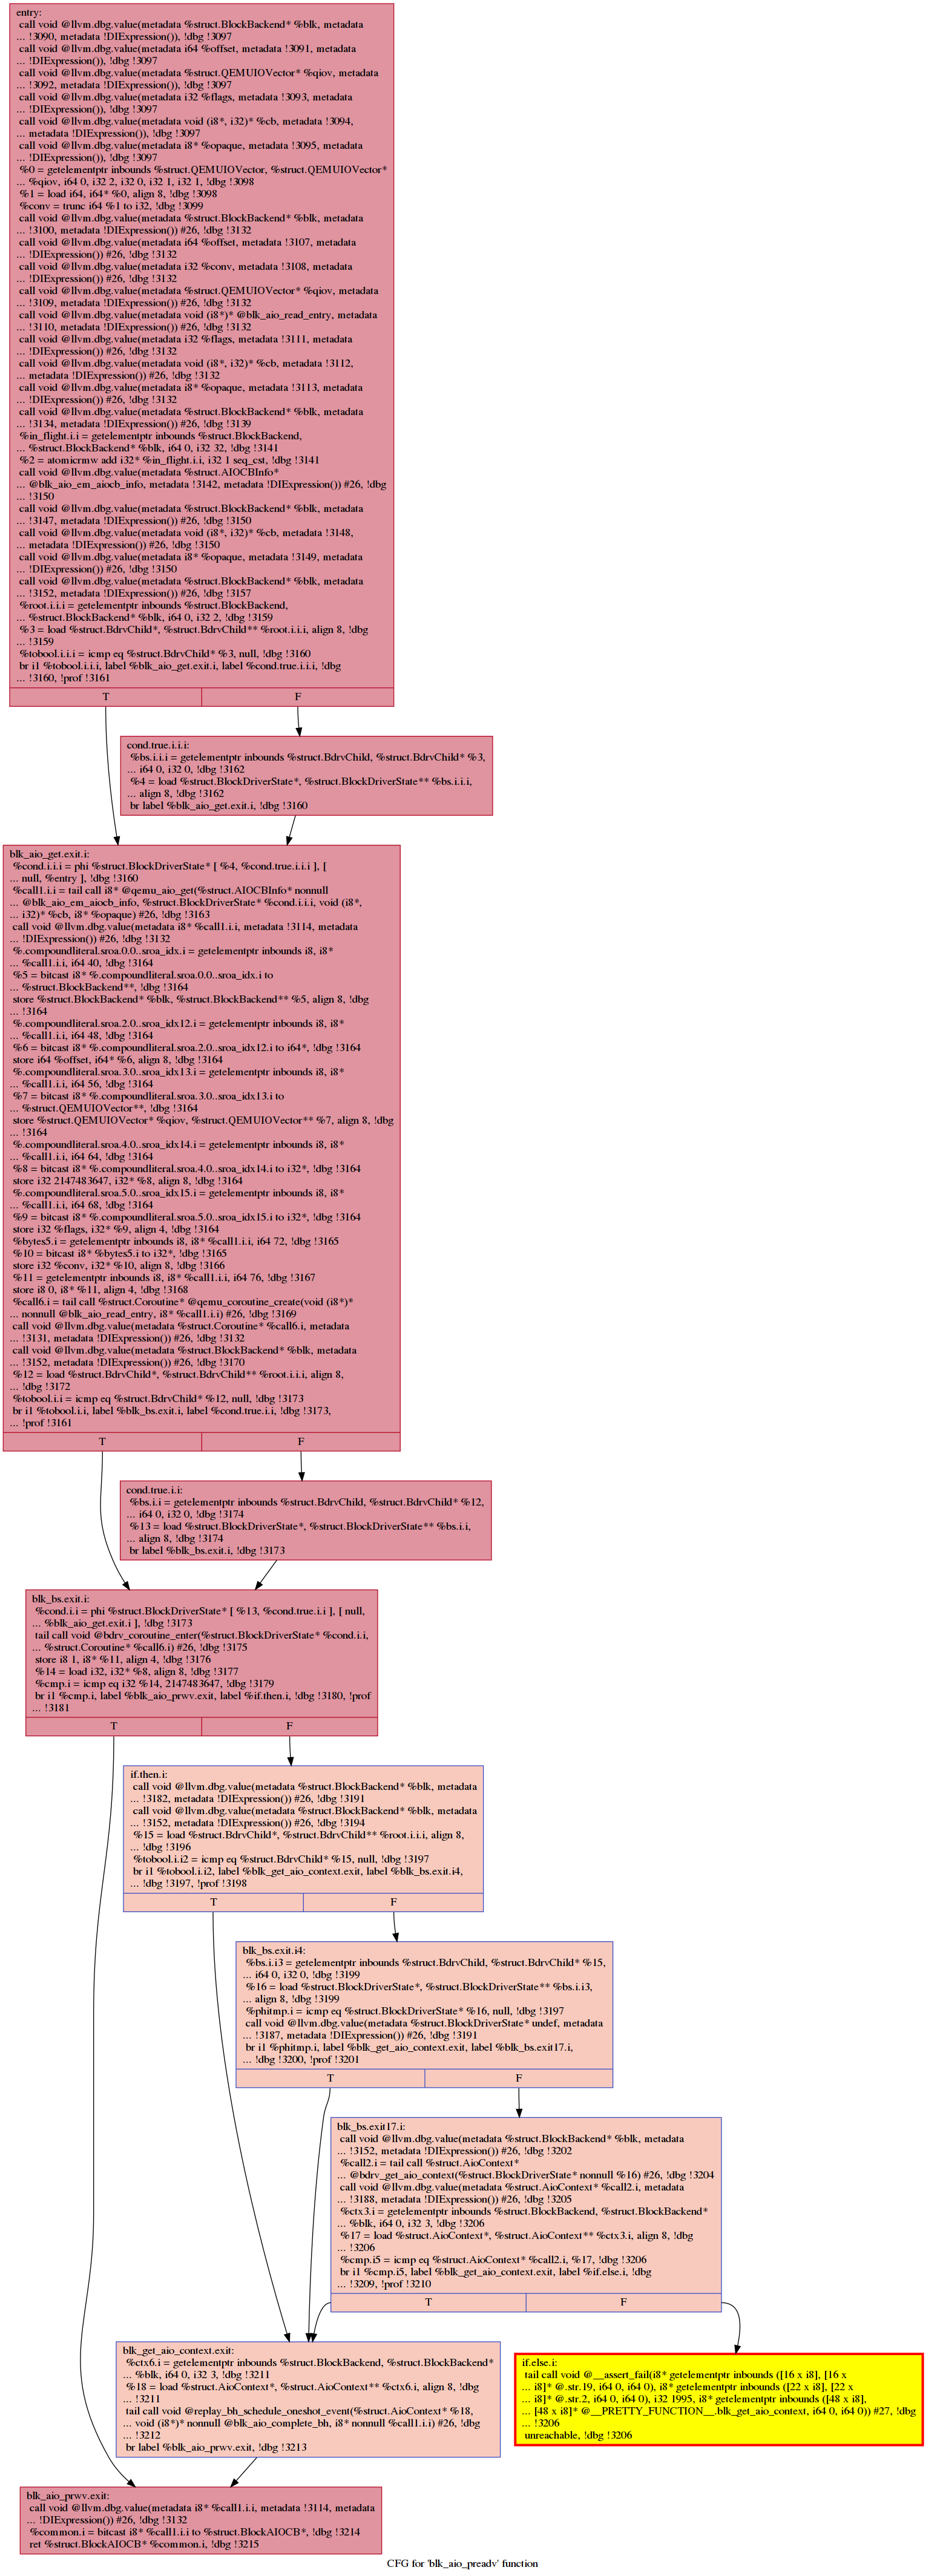 entry:
call void @llvm.dbg.value(metadata %struct.BlockBackend* %blk, metadata
... !3090, metadata !DIExpression()), !dbg !3097
call void @llvm.dbg.value(metadata i64 %offset, metadata !3091, metadata
... !DIExpression()), !dbg !3097
call void @llvm.dbg.value(metadata %struct.QEMUIOVector* %qiov, metadata
... !3092, metadata !DIExpression()), !dbg !3097
call void @llvm.dbg.value(metadata i32 %flags, metadata !3093, metadata
... !DIExpression()), !dbg !3097
call void @llvm.dbg.value(metadata void (i8*, i32)* %cb, metadata !3094,
... metadata !DIExpression()), !dbg !3097
call void @llvm.dbg.value(metadata i8* %opaque, metadata !3095, metadata
... !DIExpression()), !dbg !3097
%0 = getelementptr inbounds %struct.QEMUIOVector, %struct.QEMUIOVector*
... %qiov, i64 0, i32 2, i32 0, i32 1, i32 1, !dbg !3098
%1 = load i64, i64* %0, align 8, !dbg !3098
%conv = trunc i64 %1 to i32, !dbg !3099
call void @llvm.dbg.value(metadata %struct.BlockBackend* %blk, metadata
... !3100, metadata !DIExpression()) #26, !dbg !3132
call void @llvm.dbg.value(metadata i64 %offset, metadata !3107, metadata
... !DIExpression()) #26, !dbg !3132
call void @llvm.dbg.value(metadata i32 %conv, metadata !3108, metadata
... !DIExpression()) #26, !dbg !3132
call void @llvm.dbg.value(metadata %struct.QEMUIOVector* %qiov, metadata
... !3109, metadata !DIExpression()) #26, !dbg !3132
call void @llvm.dbg.value(metadata void (i8*)* @blk_aio_read_entry, metadata
... !3110, metadata !DIExpression()) #26, !dbg !3132
call void @llvm.dbg.value(metadata i32 %flags, metadata !3111, metadata
... !DIExpression()) #26, !dbg !3132
call void @llvm.dbg.value(metadata void (i8*, i32)* %cb, metadata !3112,
... metadata !DIExpression()) #26, !dbg !3132
call void @llvm.dbg.value(metadata i8* %opaque, metadata !3113, metadata
... !DIExpression()) #26, !dbg !3132
call void @llvm.dbg.value(metadata %struct.BlockBackend* %blk, metadata
... !3134, metadata !DIExpression()) #26, !dbg !3139
%in_flight.i.i = getelementptr inbounds %struct.BlockBackend,
... %struct.BlockBackend* %blk, i64 0, i32 32, !dbg !3141
%2 = atomicrmw add i32* %in_flight.i.i, i32 1 seq_cst, !dbg !3141
call void @llvm.dbg.value(metadata %struct.AIOCBInfo*
... @blk_aio_em_aiocb_info, metadata !3142, metadata !DIExpression()) #26, !dbg
... !3150
call void @llvm.dbg.value(metadata %struct.BlockBackend* %blk, metadata
... !3147, metadata !DIExpression()) #26, !dbg !3150
call void @llvm.dbg.value(metadata void (i8*, i32)* %cb, metadata !3148,
... metadata !DIExpression()) #26, !dbg !3150
call void @llvm.dbg.value(metadata i8* %opaque, metadata !3149, metadata
... !DIExpression()) #26, !dbg !3150
call void @llvm.dbg.value(metadata %struct.BlockBackend* %blk, metadata
... !3152, metadata !DIExpression()) #26, !dbg !3157
%root.i.i.i = getelementptr inbounds %struct.BlockBackend,
... %struct.BlockBackend* %blk, i64 0, i32 2, !dbg !3159
%3 = load %struct.BdrvChild*, %struct.BdrvChild** %root.i.i.i, align 8, !dbg
... !3159
%tobool.i.i.i = icmp eq %struct.BdrvChild* %3, null, !dbg !3160
br i1 %tobool.i.i.i, label %blk_aio_get.exit.i, label %cond.true.i.i.i, !dbg
... !3160, !prof !3161
T F
cond.true.i.i.i:
%bs.i.i.i = getelementptr inbounds %struct.BdrvChild, %struct.BdrvChild* %3,
... i64 0, i32 0, !dbg !3162
%4 = load %struct.BlockDriverState*, %struct.BlockDriverState** %bs.i.i.i,
... align 8, !dbg !3162
br label %blk_aio_get.exit.i, !dbg !3160
blk_aio_get.exit.i:
%cond.i.i.i = phi %struct.BlockDriverState* [ %4, %cond.true.i.i.i ], [
... null, %entry ], !dbg !3160
%call1.i.i = tail call i8* @qemu_aio_get(%struct.AIOCBInfo* nonnull
... @blk_aio_em_aiocb_info, %struct.BlockDriverState* %cond.i.i.i, void (i8*,
... i32)* %cb, i8* %opaque) #26, !dbg !3163
call void @llvm.dbg.value(metadata i8* %call1.i.i, metadata !3114, metadata
... !DIExpression()) #26, !dbg !3132
%.compoundliteral.sroa.0.0..sroa_idx.i = getelementptr inbounds i8, i8*
... %call1.i.i, i64 40, !dbg !3164
%5 = bitcast i8* %.compoundliteral.sroa.0.0..sroa_idx.i to
... %struct.BlockBackend**, !dbg !3164
store %struct.BlockBackend* %blk, %struct.BlockBackend** %5, align 8, !dbg
... !3164
%.compoundliteral.sroa.2.0..sroa_idx12.i = getelementptr inbounds i8, i8*
... %call1.i.i, i64 48, !dbg !3164
%6 = bitcast i8* %.compoundliteral.sroa.2.0..sroa_idx12.i to i64*, !dbg !3164
store i64 %offset, i64* %6, align 8, !dbg !3164
%.compoundliteral.sroa.3.0..sroa_idx13.i = getelementptr inbounds i8, i8*
... %call1.i.i, i64 56, !dbg !3164
%7 = bitcast i8* %.compoundliteral.sroa.3.0..sroa_idx13.i to
... %struct.QEMUIOVector**, !dbg !3164
store %struct.QEMUIOVector* %qiov, %struct.QEMUIOVector** %7, align 8, !dbg
... !3164
%.compoundliteral.sroa.4.0..sroa_idx14.i = getelementptr inbounds i8, i8*
... %call1.i.i, i64 64, !dbg !3164
%8 = bitcast i8* %.compoundliteral.sroa.4.0..sroa_idx14.i to i32*, !dbg !3164
store i32 2147483647, i32* %8, align 8, !dbg !3164
%.compoundliteral.sroa.5.0..sroa_idx15.i = getelementptr inbounds i8, i8*
... %call1.i.i, i64 68, !dbg !3164
%9 = bitcast i8* %.compoundliteral.sroa.5.0..sroa_idx15.i to i32*, !dbg !3164
store i32 %flags, i32* %9, align 4, !dbg !3164
%bytes5.i = getelementptr inbounds i8, i8* %call1.i.i, i64 72, !dbg !3165
%10 = bitcast i8* %bytes5.i to i32*, !dbg !3165
store i32 %conv, i32* %10, align 8, !dbg !3166
%11 = getelementptr inbounds i8, i8* %call1.i.i, i64 76, !dbg !3167
store i8 0, i8* %11, align 4, !dbg !3168
%call6.i = tail call %struct.Coroutine* @qemu_coroutine_create(void (i8*)*
... nonnull @blk_aio_read_entry, i8* %call1.i.i) #26, !dbg !3169
call void @llvm.dbg.value(metadata %struct.Coroutine* %call6.i, metadata
... !3131, metadata !DIExpression()) #26, !dbg !3132
call void @llvm.dbg.value(metadata %struct.BlockBackend* %blk, metadata
... !3152, metadata !DIExpression()) #26, !dbg !3170
%12 = load %struct.BdrvChild*, %struct.BdrvChild** %root.i.i.i, align 8,
... !dbg !3172
%tobool.i.i = icmp eq %struct.BdrvChild* %12, null, !dbg !3173
br i1 %tobool.i.i, label %blk_bs.exit.i, label %cond.true.i.i, !dbg !3173,
... !prof !3161
T F
cond.true.i.i:
%bs.i.i = getelementptr inbounds %struct.BdrvChild, %struct.BdrvChild* %12,
... i64 0, i32 0, !dbg !3174
%13 = load %struct.BlockDriverState*, %struct.BlockDriverState** %bs.i.i,
... align 8, !dbg !3174
br label %blk_bs.exit.i, !dbg !3173
blk_bs.exit.i:
%cond.i.i = phi %struct.BlockDriverState* [ %13, %cond.true.i.i ], [ null,
... %blk_aio_get.exit.i ], !dbg !3173
tail call void @bdrv_coroutine_enter(%struct.BlockDriverState* %cond.i.i,
... %struct.Coroutine* %call6.i) #26, !dbg !3175
store i8 1, i8* %11, align 4, !dbg !3176
%14 = load i32, i32* %8, align 8, !dbg !3177
%cmp.i = icmp eq i32 %14, 2147483647, !dbg !3179
br i1 %cmp.i, label %blk_aio_prwv.exit, label %if.then.i, !dbg !3180, !prof
... !3181
T F
if.then.i:
call void @llvm.dbg.value(metadata %struct.BlockBackend* %blk, metadata
... !3182, metadata !DIExpression()) #26, !dbg !3191
call void @llvm.dbg.value(metadata %struct.BlockBackend* %blk, metadata
... !3152, metadata !DIExpression()) #26, !dbg !3194
%15 = load %struct.BdrvChild*, %struct.BdrvChild** %root.i.i.i, align 8,
... !dbg !3196
%tobool.i.i2 = icmp eq %struct.BdrvChild* %15, null, !dbg !3197
br i1 %tobool.i.i2, label %blk_get_aio_context.exit, label %blk_bs.exit.i4,
... !dbg !3197, !prof !3198
T F
blk_bs.exit.i4:
%bs.i.i3 = getelementptr inbounds %struct.BdrvChild, %struct.BdrvChild* %15,
... i64 0, i32 0, !dbg !3199
%16 = load %struct.BlockDriverState*, %struct.BlockDriverState** %bs.i.i3,
... align 8, !dbg !3199
%phitmp.i = icmp eq %struct.BlockDriverState* %16, null, !dbg !3197
call void @llvm.dbg.value(metadata %struct.BlockDriverState* undef, metadata
... !3187, metadata !DIExpression()) #26, !dbg !3191
br i1 %phitmp.i, label %blk_get_aio_context.exit, label %blk_bs.exit17.i,
... !dbg !3200, !prof !3201
T F
blk_bs.exit17.i:
call void @llvm.dbg.value(metadata %struct.BlockBackend* %blk, metadata
... !3152, metadata !DIExpression()) #26, !dbg !3202
%call2.i = tail call %struct.AioContext*
... @bdrv_get_aio_context(%struct.BlockDriverState* nonnull %16) #26, !dbg !3204
call void @llvm.dbg.value(metadata %struct.AioContext* %call2.i, metadata
... !3188, metadata !DIExpression()) #26, !dbg !3205
%ctx3.i = getelementptr inbounds %struct.BlockBackend, %struct.BlockBackend*
... %blk, i64 0, i32 3, !dbg !3206
%17 = load %struct.AioContext*, %struct.AioContext** %ctx3.i, align 8, !dbg
... !3206
%cmp.i5 = icmp eq %struct.AioContext* %call2.i, %17, !dbg !3206
br i1 %cmp.i5, label %blk_get_aio_context.exit, label %if.else.i, !dbg
... !3209, !prof !3210
T F
blk_get_aio_context.exit:
%ctx6.i = getelementptr inbounds %struct.BlockBackend, %struct.BlockBackend*
... %blk, i64 0, i32 3, !dbg !3211
%18 = load %struct.AioContext*, %struct.AioContext** %ctx6.i, align 8, !dbg
... !3211
tail call void @replay_bh_schedule_oneshot_event(%struct.AioContext* %18,
... void (i8*)* nonnull @blk_aio_complete_bh, i8* nonnull %call1.i.i) #26, !dbg
... !3212
br label %blk_aio_prwv.exit, !dbg !3213
if.else.i:
tail call void @__assert_fail(i8* getelementptr inbounds ([16 x i8], [16 x
... i8]* @.str.19, i64 0, i64 0), i8* getelementptr inbounds ([22 x i8], [22 x
... i8]* @.str.2, i64 0, i64 0), i32 1995, i8* getelementptr inbounds ([48 x i8],
... [48 x i8]* @__PRETTY_FUNCTION__.blk_get_aio_context, i64 0, i64 0)) #27, !dbg
... !3206
unreachable, !dbg !3206
blk_aio_prwv.exit:
call void @llvm.dbg.value(metadata i8* %call1.i.i, metadata !3114, metadata
... !DIExpression()) #26, !dbg !3132
%common.i = bitcast i8* %call1.i.i to %struct.BlockAIOCB*, !dbg !3214
ret %struct.BlockAIOCB* %common.i, !dbg !3215
CFG for 'blk_aio_preadv' function